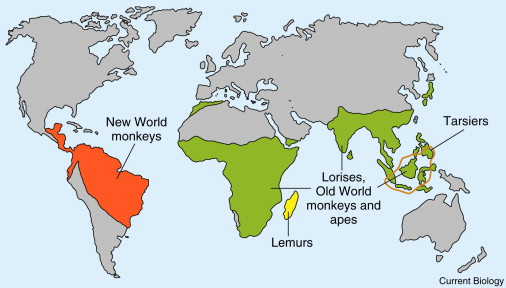 New World
monkeys
Tarsiers
Lorises,
Old World
monkeys and
apes
Lemurs
Current Biology